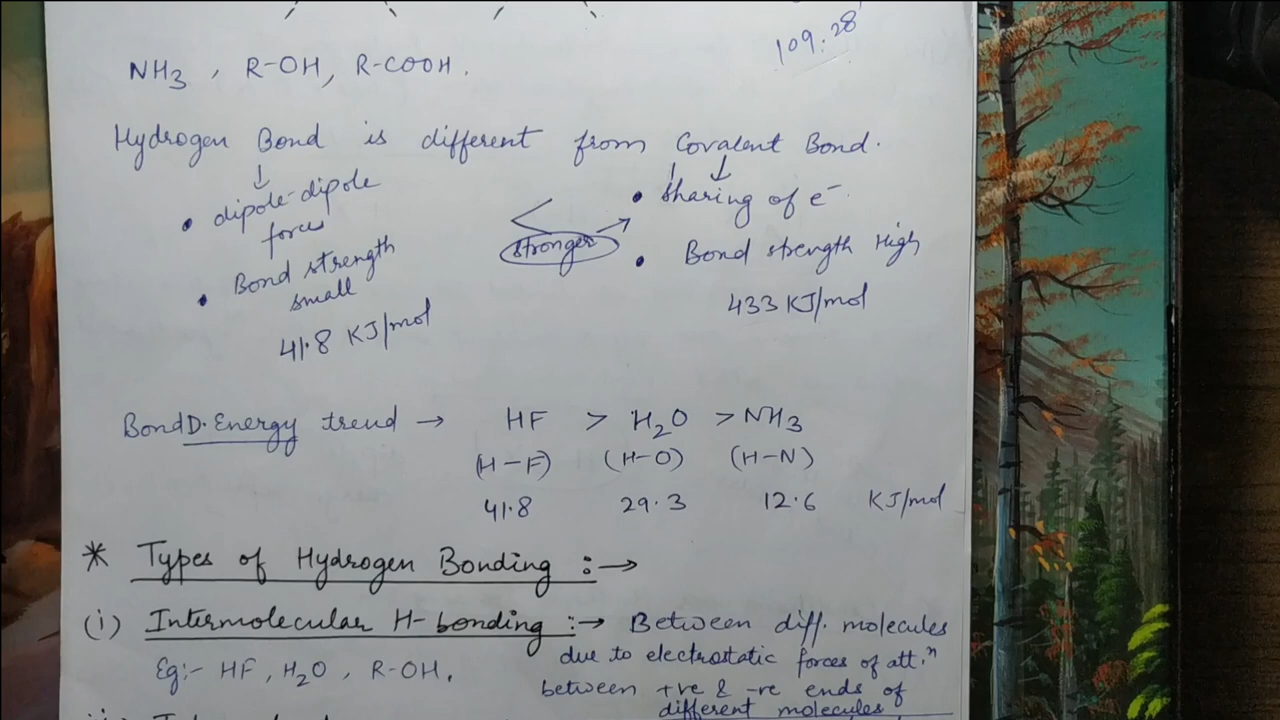 109.28'
NH3 , R-OH, R-COOH.
Hydrogen Bond is different from Covalent Bond.
↓ ↓
• dipole-dipole
forces
• sharing of e⁻
< stronger
• Bond strength
small
• Bond strength High
41.8 KJ/mol
433 KJ/mol
Bond D. Energy trend → HF > H2O > NH3
(H-F) (H-O) (H-N)
41.8 29.3 12.6 KJ/mol
* Types of Hydrogen Bonding :→
(i) Intermolecular H-bonding :→ Between diff. molecules
due to electrostatic forces of att.ⁿ
Eg:- HF, H2O, R-OH.
between +ve & -ve ends of
different molecules.